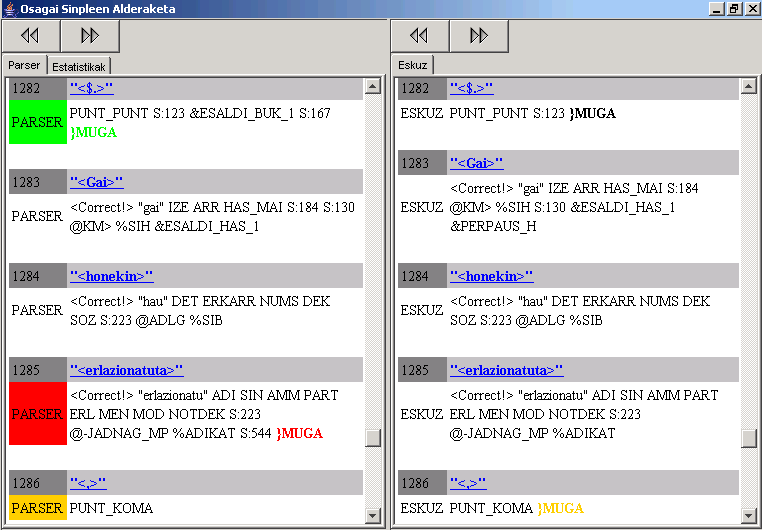 Osagai Sinpleen Alderaketa
Parser Estatistikak
1282 "<$.>"
PARSER PUNT_PUNT S:123 &ESALDI_BUK_1 S:167
}MUGA
1283 "<Gai>"
<Correct!> "gai" IZE ARR HAS_MAI S:184 S:130
PARSER
@KM> %SIH &ESALDI_HAS_1
1284 "<honekin>"
<Correct!> "hau" DET ERKARR NUMS DEK
PARSER
SOZ S:223 @ADLG %SIB
1285 "<erlazionatuta>"
<Correct!> "erlazionatu" ADI SIN AMM PART
PARSER ERL MEN MOD NOTDEK S:223
@-JADNAG_MP %ADIKAT S:544 }MUGA
1286 "<,>"
PARSER PUNT_KOMA
Eskuz
1282 "<$.>"
ESKUZ PUNT_PUNT S:123 }MUGA
1283 "<Gai>"
<Correct!> "gai" IZE ARR HAS_MAI S:184
ESKUZ @KM> %SIH S:130 &ESALDI_HAS_1
&PERPAUS_H
1284 "<honekin>"
<Correct!> "hau" DET ERKARR NUMS DEK
ESKUZ
SOZ S:223 @ADLG %SIB
1285 "<erlazionatuta>"
<Correct!> "erlazionatu" ADI SIN AMM PART
ESKUZ ERL MEN MOD NOTDEK S:223
@-JADNAG_MP %ADIKAT
1286 "<,>"
ESKUZ PUNT_KOMA }MUGA